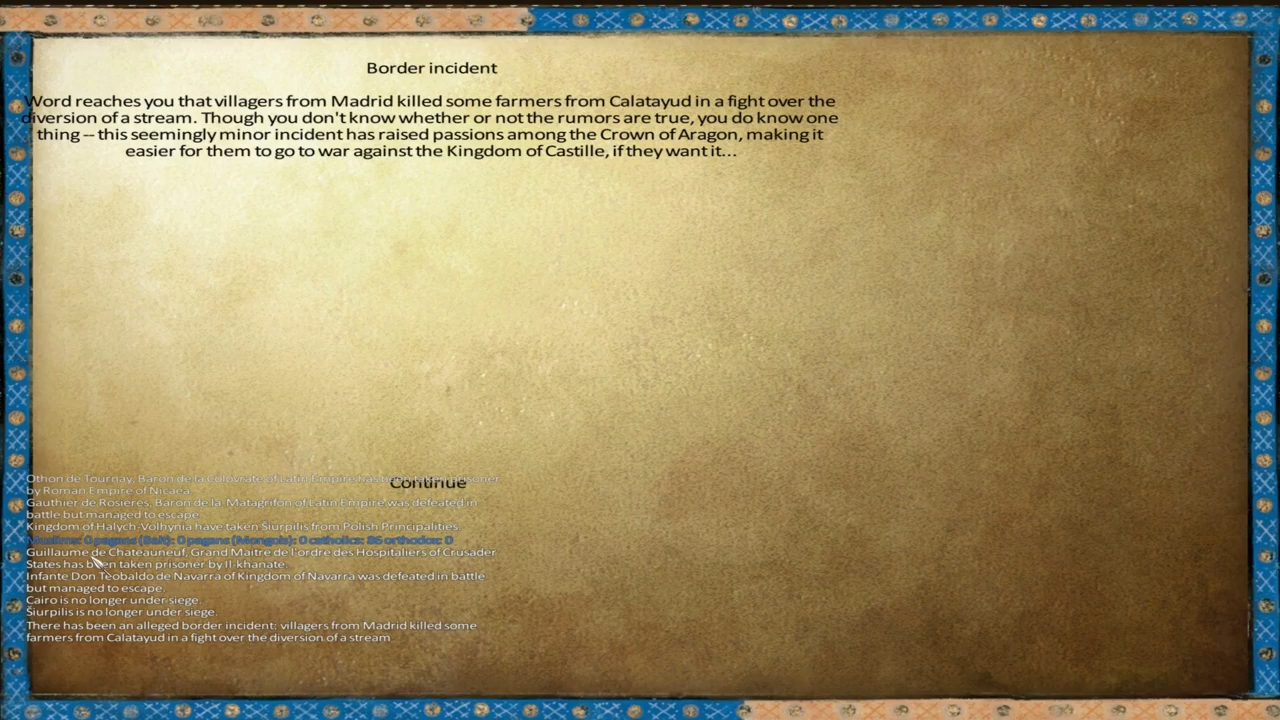 Border incident
Word reaches you that villagers from Madrid killed some farmers from Calatayud in a fight over the
diversion of a stream. Though you don't know whether or not the rumors are true, you do know one
thing -- this seemingly minor incident has raised passions among the Crown of Aragon, making it
easier for them to go to war against the Kingdom of Castille, if they want it...
Othon de Tournay, Baron de la Colovrate of Latin Empire has been taken prisoner
Continue
by Roman Empire of Nicaea.
Gauthier de Rosieres, Baron de la Matagrifon of Latin Empire was defeated in
battle but managed to escape.
Kingdom of Halych-Volhynia have taken Siurpilis from Polish Principalities.
Muslims: 0 pagans (Balt): 0 pagans (Mongols): 0 catholics: 86 orthodox: 0
Guillaume de Chateauneuf, Grand Maitre de l'ordre des Hospitaliers of Crusader
States has been taken prisoner by Il-khanate.
Infante Don Teobaldo de Navarra of Kingdom of Navarra was defeated in battle
but managed to escape.
Cairo is no longer under siege.
Siurpilis is no longer under siege.
There has been an alleged border incident: villagers from Madrid killed some
farmers from Calatayud in a fight over the diversion of a stream